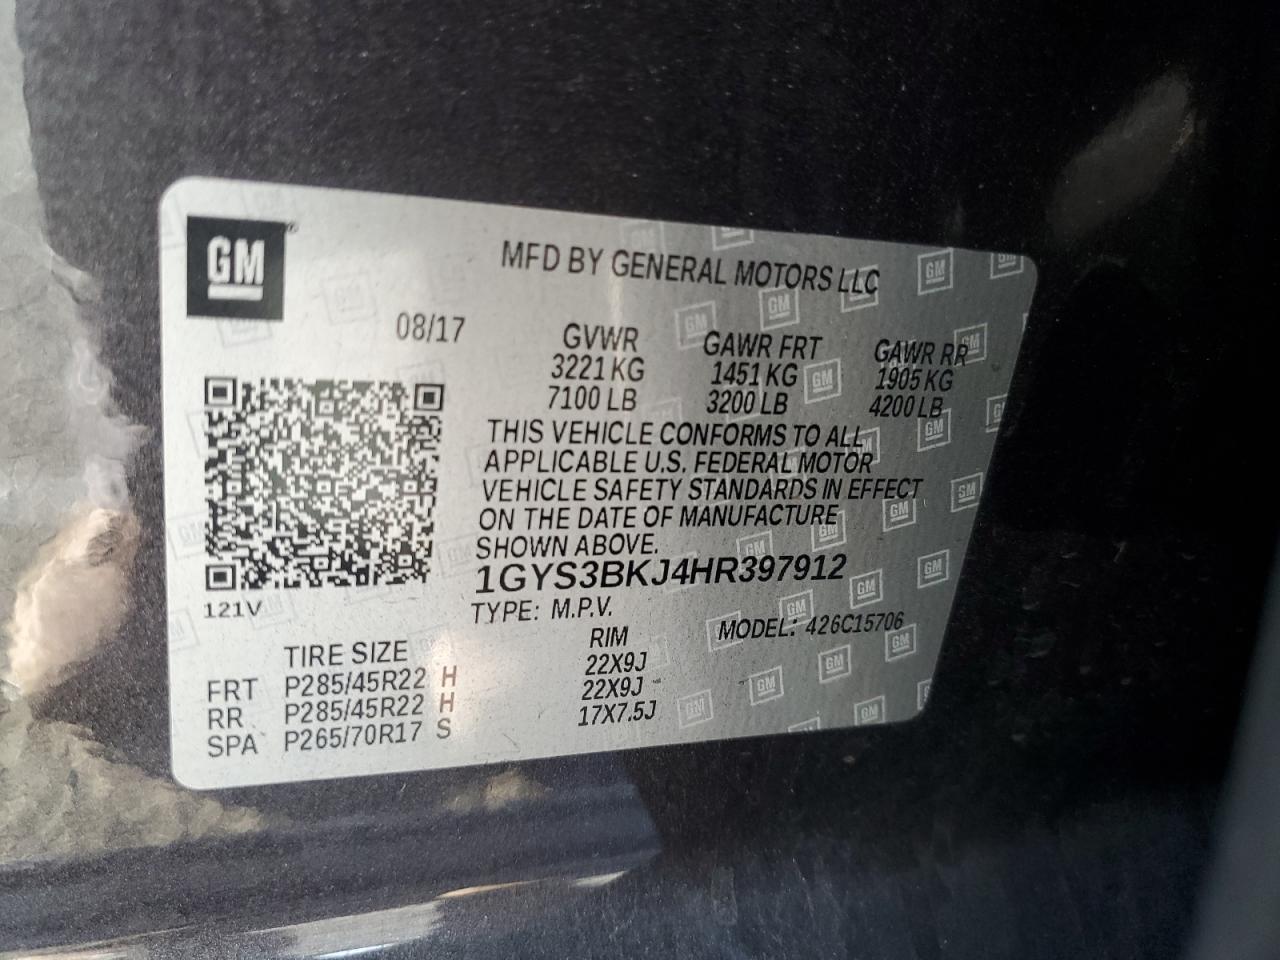 GM
MFD BY GENERAL MOTORS LLC
08/17 GVWR GAWR FRT GAWR RR
3221 KG 1451 KG 1905 KG
7100 LB 3200 LB 4200 LB
THIS VEHICLE CONFORMS TO ALL
APPLICABLE U.S. FEDERAL MOTOR
VEHICLE SAFETY STANDARDS IN EFFECT
ON THE DATE OF MANUFACTURE
SHOWN ABOVE.
1GYS3BKJ4HR397912
121V
TYPE: M.P.V. MODEL: 426C15706
TIRE SIZE RIM
FRT P285/45R22 H 22X9J
RR P285/45R22 H 22X9J
SPA P265/70R17 S 17X7.5J